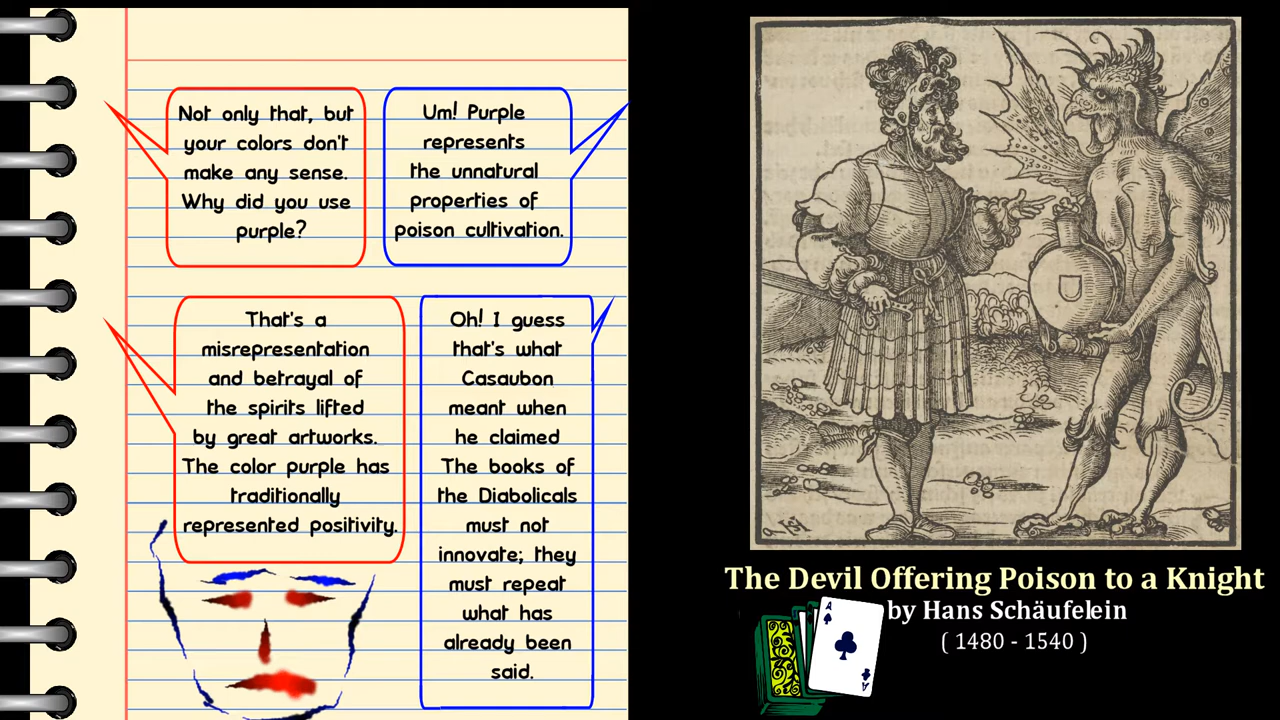 Not only that, but
your colors don't
make any sense.
Why did you use
purple?
Um! Purple
represents
the unnatural
properties of
poison cultivation.
That's a
misrepresentation
and betrayal of
the spirits lifted
by great artworks.
The color purple has
traditionally
represented positivity.
Oh! I guess
that's what
Casaubon
meant when
he claimed
The books of
the Diabolicals
must not
innovate; they
must repeat
what has
already been
said.
The Devil Offering Poison to a Knight
by Hans Schäufelein
( 1480 - 1540 )
A
A